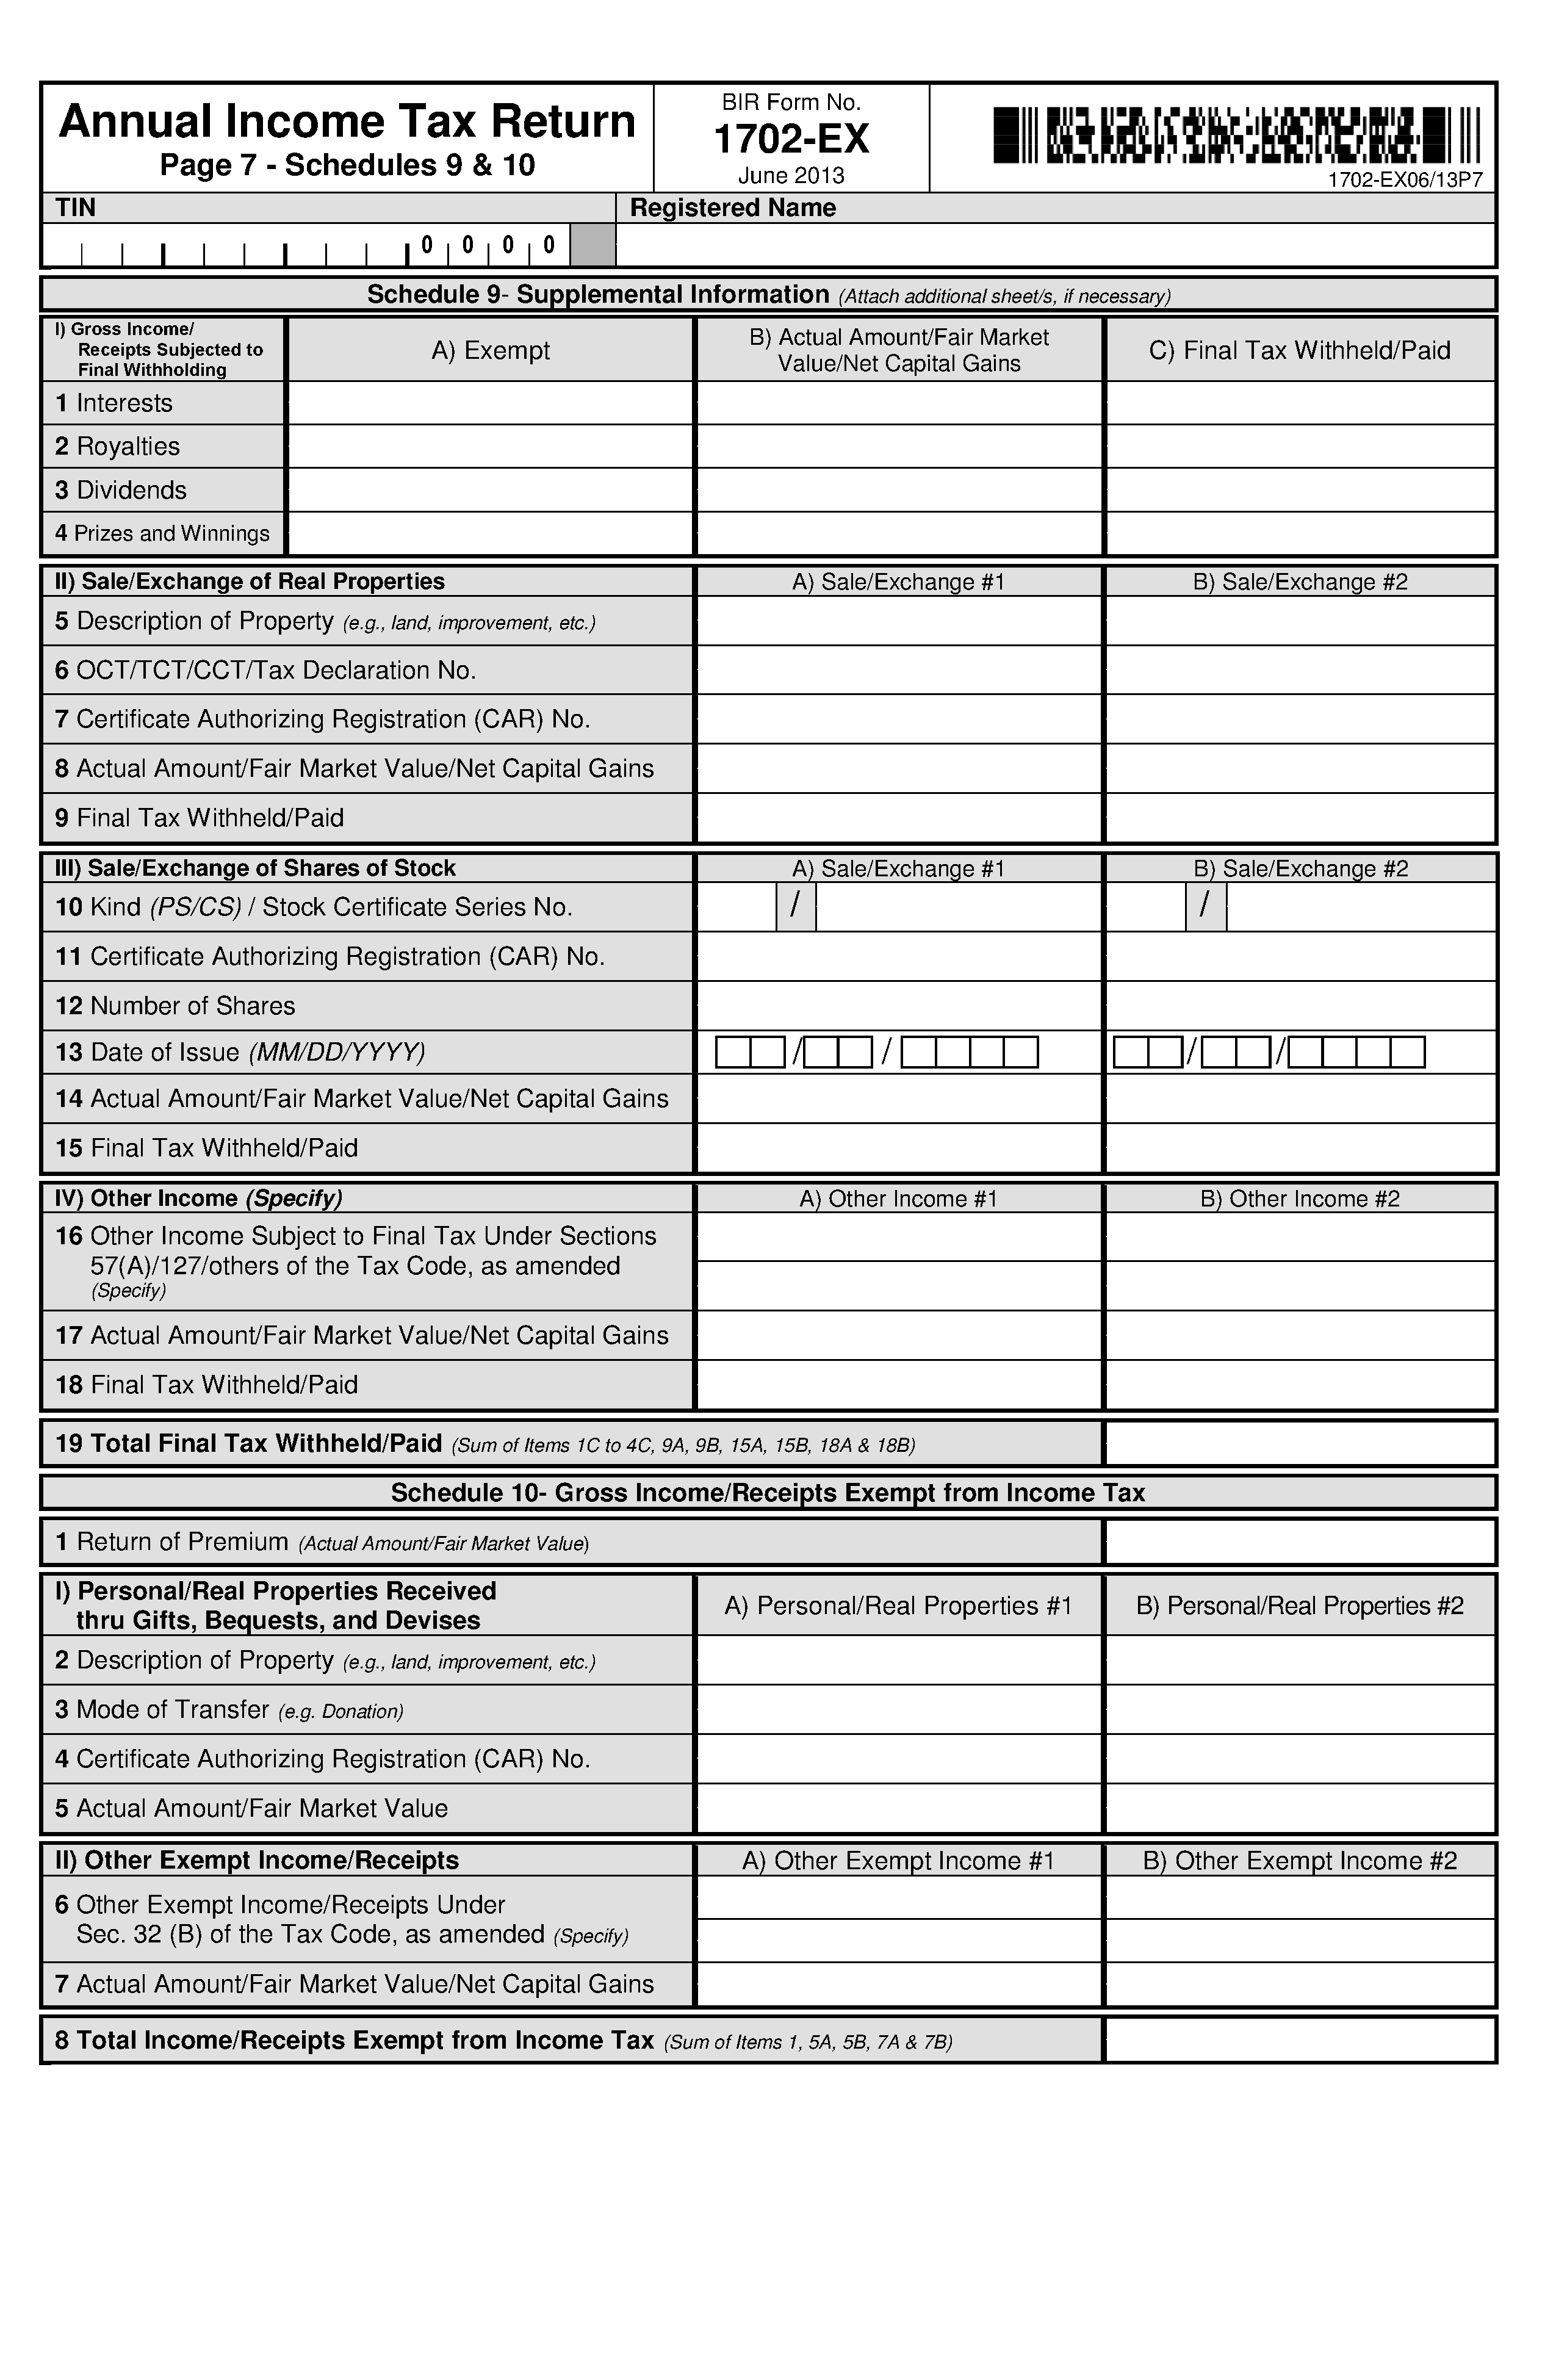 Annual Income Tax Return
Page 7 - Schedules 9 & 10
BIR Form No.
1702-EX
June 2013
1702-EX06/13P7
TIN
Registered Name
0 0 0 0
Schedule 9- Supplemental Information (Attach additional sheet/s, if necessary)
I) Gross Income/
Receipts Subjected to
Final Withholding
A) Exempt
B) Actual Amount/Fair Market
Value/Net Capital Gains
C) Final Tax Withheld/Paid
1 Interests
2 Royalties
3 Dividends
4 Prizes and Winnings
II) Sale/Exchange of Real Properties
A) Sale/Exchange #1
B) Sale/Exchange #2
5 Description of Property (e.g., land, improvement, etc.)
6 OCT/TCT/CCT/Tax Declaration No.
7 Certificate Authorizing Registration (CAR) No.
8 Actual Amount/Fair Market Value/Net Capital Gains
9 Final Tax Withheld/Paid
III) Sale/Exchange of Shares of Stock
A) Sale/Exchange #1
B) Sale/Exchange #2
10 Kind (PS/CS) / Stock Certificate Series No.
/
/
11 Certificate Authorizing Registration (CAR) No.
12 Number of Shares
13 Date of Issue (MM/DD/YYYY)
/ /
/ /
14 Actual Amount/Fair Market Value/Net Capital Gains
15 Final Tax Withheld/Paid
IV) Other Income (Specify)
A) Other Income #1
B) Other Income #2
16 Other Income Subject to Final Tax Under Sections
57(A)/127/others of the Tax Code, as amended
(Specify)
17 Actual Amount/Fair Market Value/Net Capital Gains
18 Final Tax Withheld/Paid
19 Total Final Tax Withheld/Paid (Sum of Items 1C to 4C, 9A, 9B, 15A, 15B, 18A & 18B)
Schedule 10- Gross Income/Receipts Exempt from Income Tax
1 Return of Premium (Actual Amount/Fair Market Value)
I) Personal/Real Properties Received
thru Gifts, Bequests, and Devises
A) Personal/Real Properties #1
B) Personal/Real Properties #2
2 Description of Property (e.g., land, improvement, etc.)
3 Mode of Transfer (e.g. Donation)
4 Certificate Authorizing Registration (CAR) No.
5 Actual Amount/Fair Market Value
II) Other Exempt Income/Receipts
A) Other Exempt Income #1
B) Other Exempt Income #2
6 Other Exempt Income/Receipts Under
Sec. 32 (B) of the Tax Code, as amended (Specify)
7 Actual Amount/Fair Market Value/Net Capital Gains
8 Total Income/Receipts Exempt from Income Tax (Sum of Items 1, 5A, 5B, 7A & 7B)